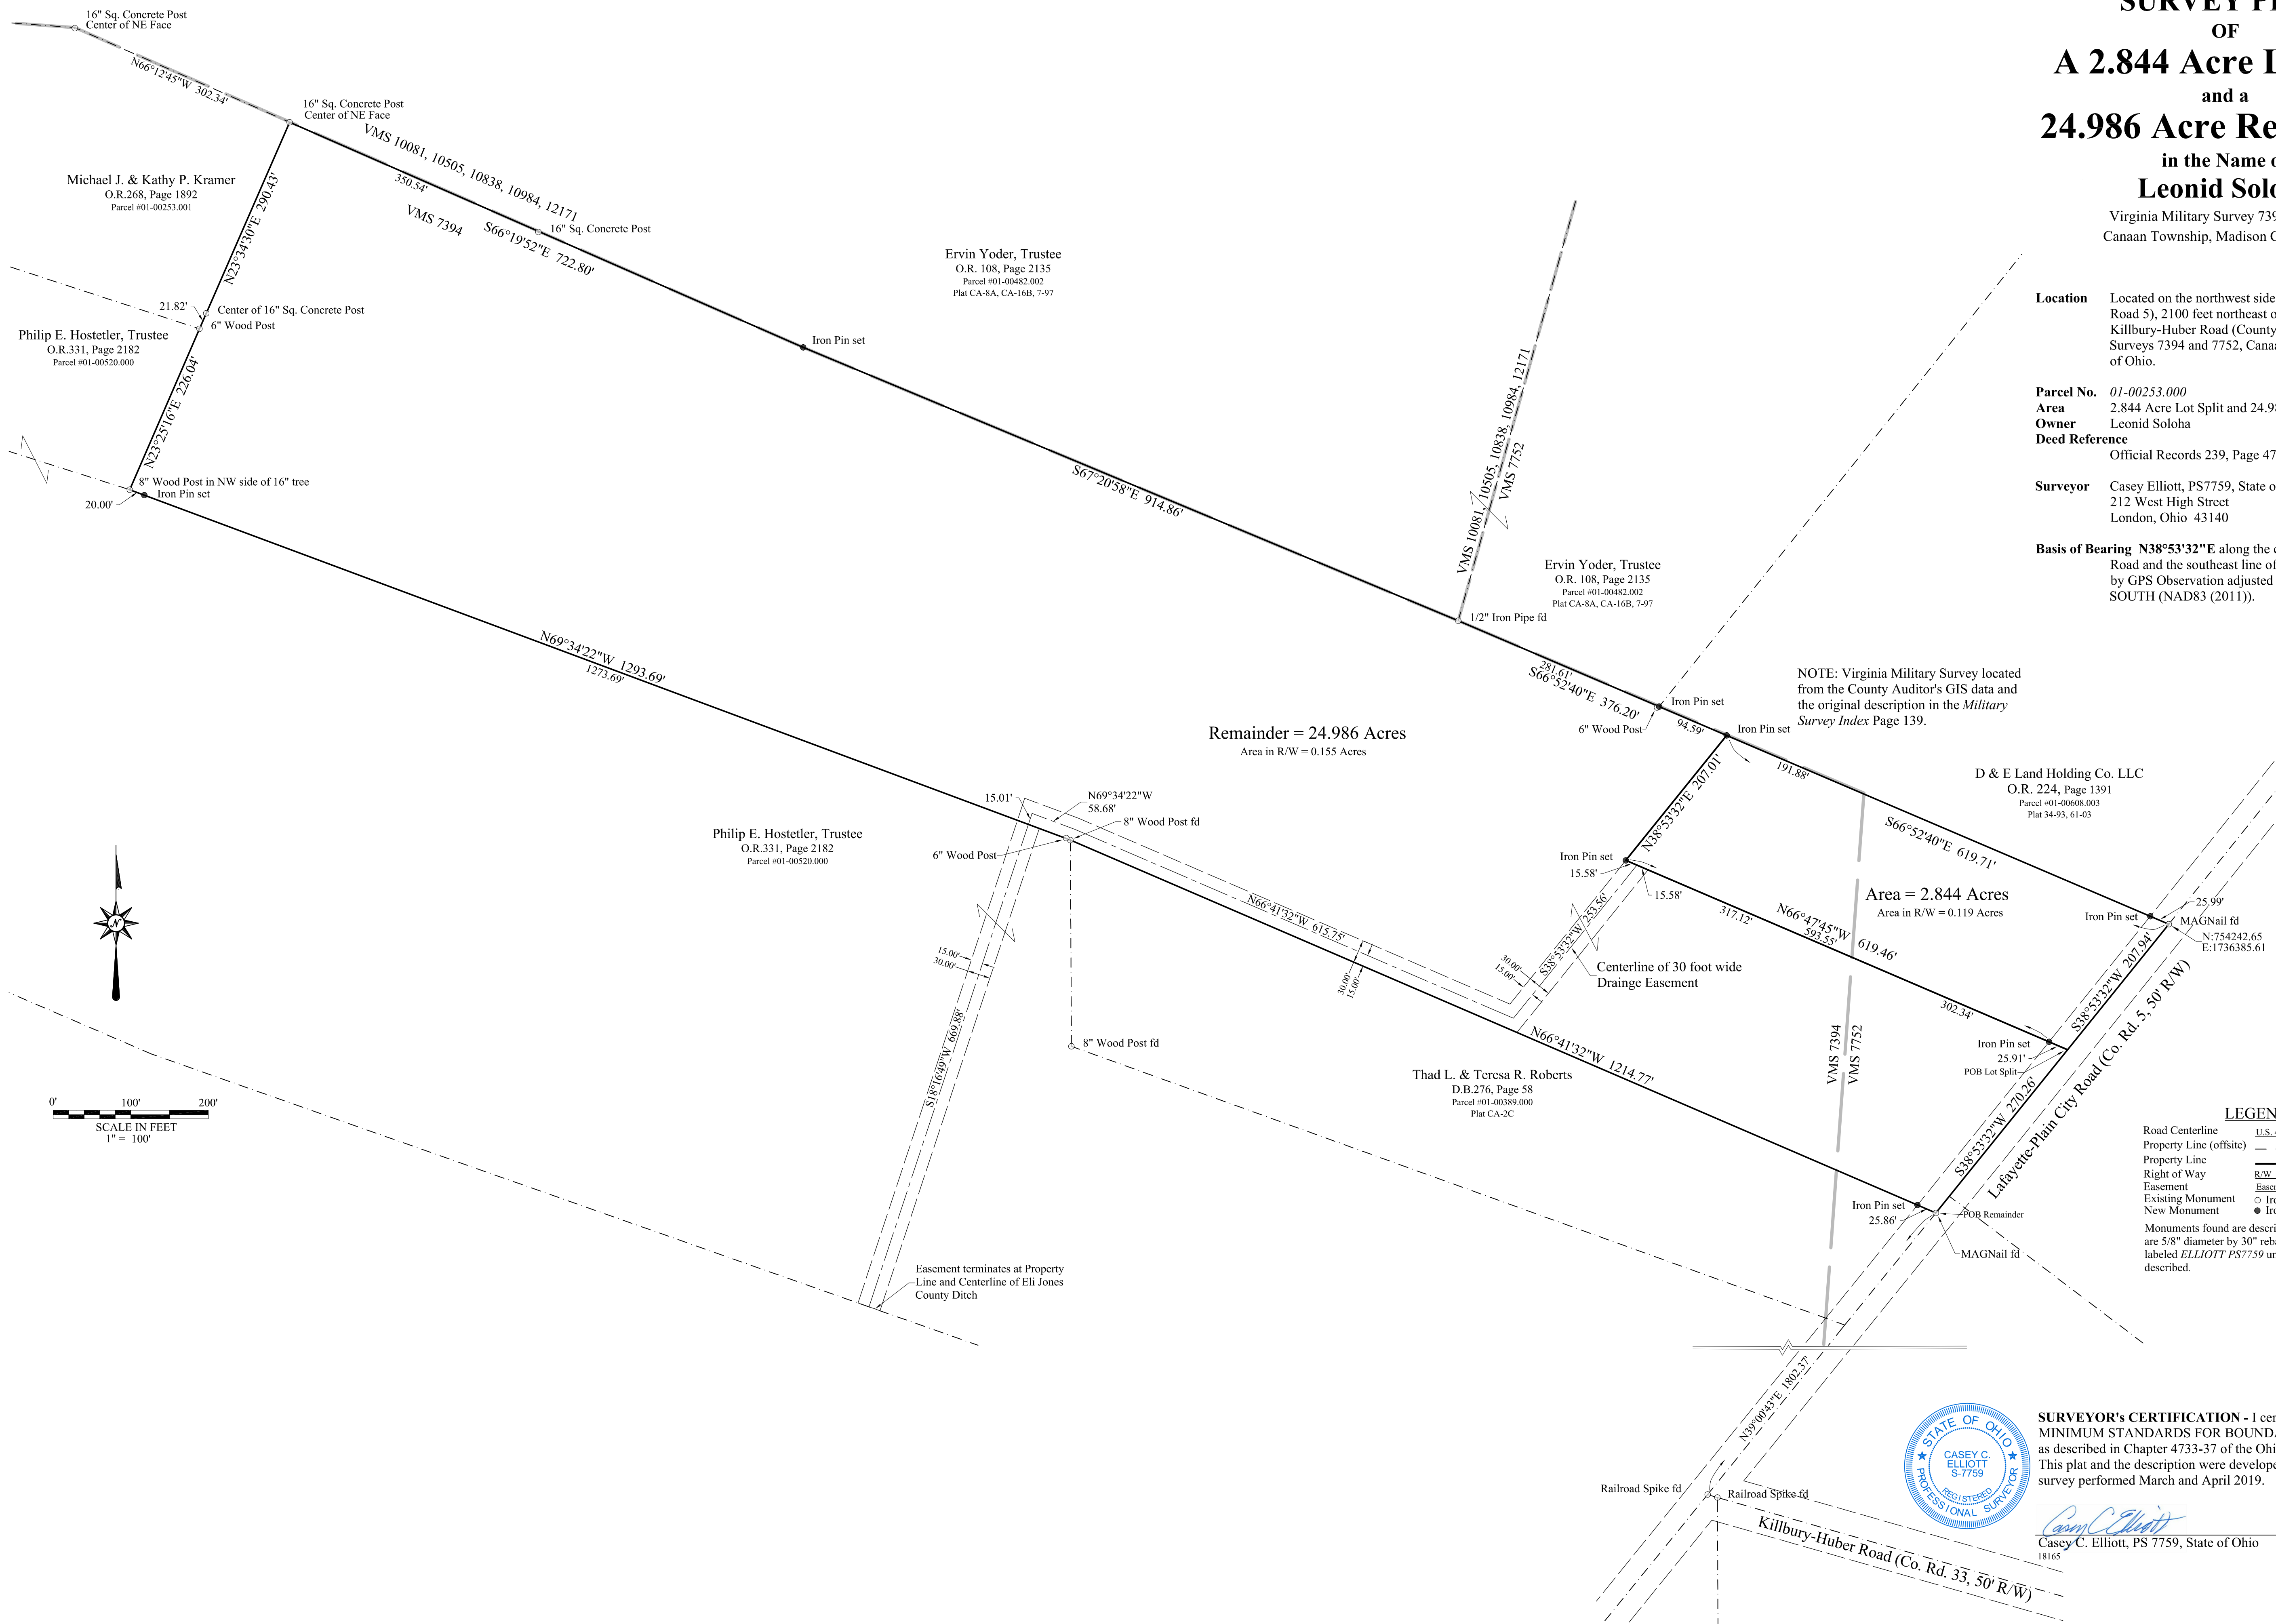 16" Sq. Concrete Post
Center of NE Face
N66°12'45"W 302.34'
16" Sq. Concrete Post
Center of NE Face
VMS 10081, 10505, 10838, 10984, 12171
350.54'
VMS 7394
S66°19'52"E 722.80'
16" Sq. Concrete Post
Michael J. & Kathy P. Kramer
O.R.268, Page 1892
Parcel #01-00253.001
N23°34'30"E 290.43'
21.82'
Center of 16" Sq. Concrete Post
6" Wood Post
Philip E. Hostetler, Trustee
O.R.331, Page 2182
Parcel #01-00520.000
N23°25'16"E 226.04'
8" Wood Post in NW side of 16" tree
Iron Pin set
20.00'
Ervin Yoder, Trustee
O.R. 108, Page 2135
Parcel #01-00482.002
Plat CA-8A, CA-16B, 7-97
Iron Pin set
S67°20'58"E 914.86'
VMS 10081, 10505, 10838, 10984, 12171
VMS 7752
Ervin Yoder, Trustee
O.R. 108, Page 2135
Parcel #01-00482.002
Plat CA-8A, CA-16B, 7-97
1/2" Iron Pipe fd
281.61'
S66°52'40"E 376.20'
Iron Pin set
6" Wood Post
94.59'
Iron Pin set
NOTE: Virginia Military Survey located
from the County Auditor's GIS data and
the original description in the Military
Survey Index Page 139.
191.88'
D & E Land Holding Co. LLC
O.R. 224, Page 1391
Parcel #01-00608.003
Plat 34-93, 61-03
S66°52'40"E 619.71'
N38°53'32"E 207.01'
N69°34'22"W 1293.69'
1273.69'
Remainder = 24.986 Acres
Area in R/W = 0.155 Acres
15.01'
N69°34'22"W
58.68'
8" Wood Post fd
6" Wood Post
Philip E. Hostetler, Trustee
O.R.331, Page 2182
Parcel #01-00520.000
Iron Pin set
15.58'
15.58'
Area = 2.844 Acres
Area in R/W = 0.119 Acres
317.12'
N66°47'45"W 619.46'
593.55'
302.34'
Iron Pin set
25.99'
MAGNail fd
N:754242.65
E:1736385.61
N66°41'32"W 615.75'
S38°53'32"W 253.56'
30.00'
15.00'
Centerline of 30 foot wide
Drainge Easement
15.00'
30.00'
30.00'
15.00'
S38°53'32"W 207.94'
Iron Pin set
25.91'
POB Lot Split
S18°16'49"W 669.88'
8" Wood Post fd
N66°41'32"W 1214.77'
Thad L. & Teresa R. Roberts
D.B.276, Page 58
Parcel #01-00389.000
Plat CA-2C
VMS 7394
VMS 7752
S38°53'32"W 270.26'
Lafayette-Plain City Road (Co. Rd. 5, 50' R/W)
Iron Pin set
25.86'
POB Remainder
MAGNail fd
Easement terminates at Property
Line and Centerline of Eli Jones
County Ditch
N
0' 100' 200'
SCALE IN FEET
1" = 100'
N39°00'43"E 1802.37'
Railroad Spike fd
Railroad Spike fd
Killbury-Huber Road (Co. Rd. 33, 50' R/W)
SURVEY
OF
A 2.844 Acre
and a
24.986 Acre
in the Name
Leonid
Virginia Military Survey
Canaan Township, Madison
Location Located on the northwest side
Road 5), 2100 feet northeast
Killbury-Huber Road (County
Surveys 7394 and 7752,
of Ohio.
Parcel No. 01-00253.000
Area 2.844 Acre Lot Split and
Owner Leonid Soloha
Deed Reference
Official Records 239, Page
Surveyor Casey Elliott, PS7759, State
212 West High Street
London, Ohio 43140
Basis of Bearing N38°53'32"E along the
Road and the southeast line of
by GPS Observation adjusted
SOUTH (NAD83 (2011)).
Road Centerline U.S.
Property Line (offsite)
Property Line
Right of Way R/W
Easement
Existing Monument
New Monument
Monuments found are
are 5/8" diameter by 30"
labeled ELLIOTT PS7759
described.
STATE OF OHIO
CASEY C.
ELLIOTT
S-7759
REGISTERED
PROFESSIONAL SURVEYOR
SURVEYOR's CERTIFICATION - I
MINIMUM STANDARDS FOR
as described in Chapter 4733-37 of the
This plat and the description were
survey performed March and April 2019.
Casey C Elliott
Casey C. Elliott, PS 7759, State of Ohio
18165